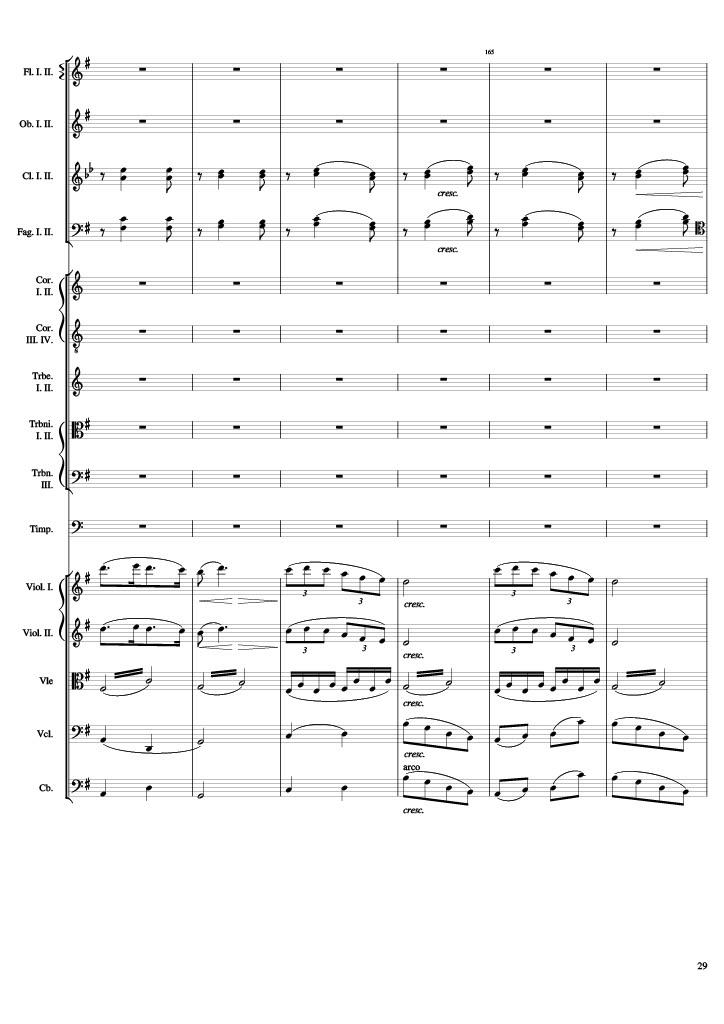 165
Fl. I. II.
Ob. I. II.
Cl. I. II.
cresc.
Fag. I. II.
cresc.
Cor.
I. II.
Cor.
III. IV.
8
Trbe.
I. II.
Trbni.
I. II.
Trbn.
III.
Timp.
Viol. I.
3 3 cresc. 3 3
Viol. II.
3 3 cresc. 3 3
Vle
cresc.
Vcl.
cresc.
arco
Cb.
cresc.
29